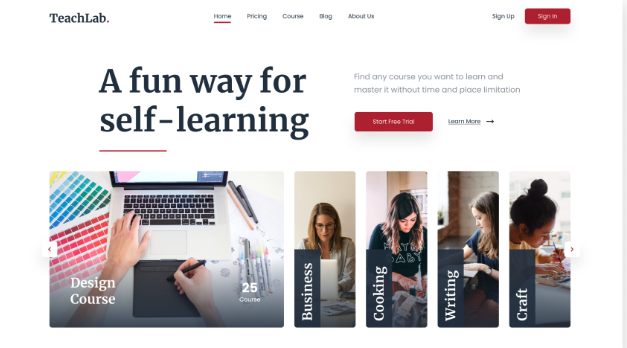 TeachLab.
Home Pricing Course Blog About Us
Sign Up Sign In
A fun way for
self-learning
Find any course you want to learn and
master it without time and place limitation
Start Free Trial
Learn More
Design
Course
25
Course
Business
Cooking
Writing
Craft